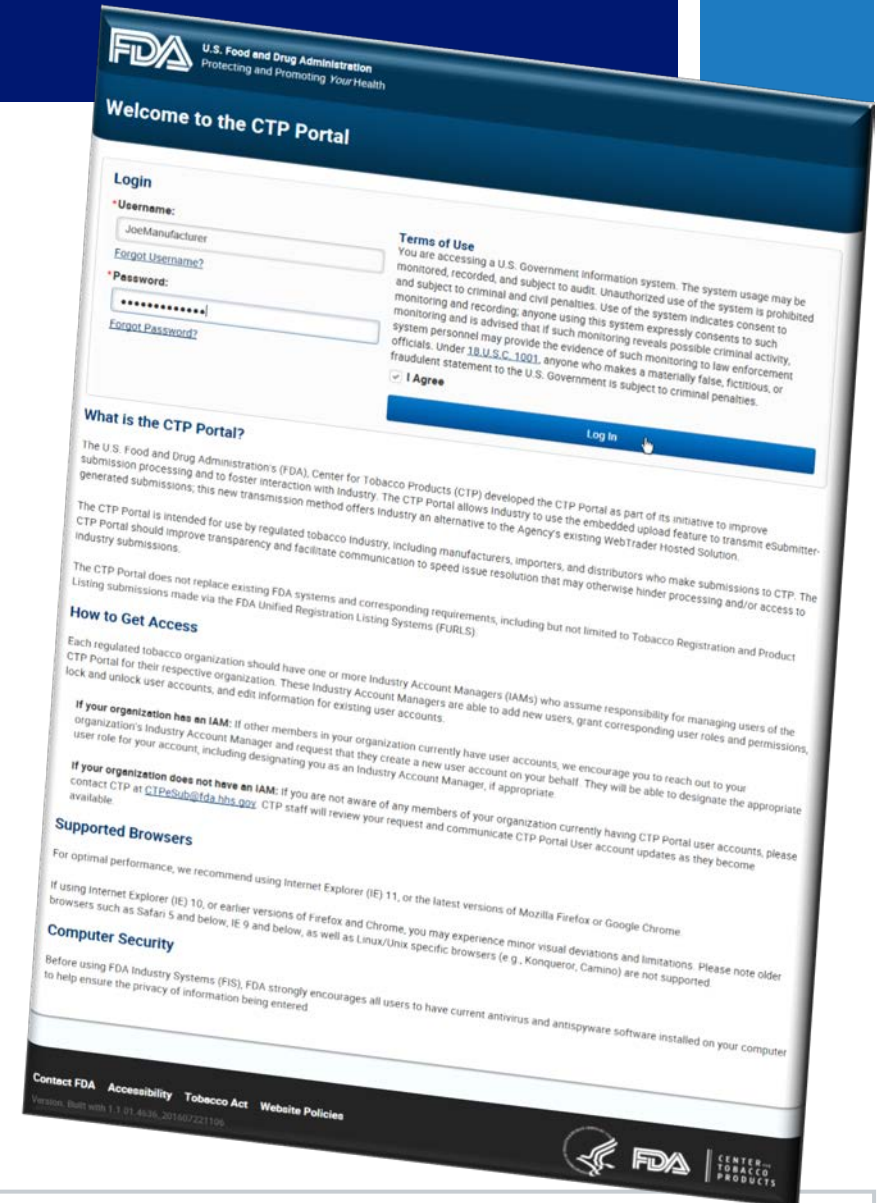 FDA
U.S. Food and Drug Administration
Protecting and Promoting Your Health
Welcome to the CTP Portal
Login
*Username:
JoeManufacturer
Forgot Username?
*Password:
•••••••••••••
Forgot Password?
Terms of Use
You are accessing a U.S. Government information system. The system usage may be
monitored, recorded, and subject to audit. Unauthorized use of the system is prohibited
and subject to criminal and civil penalties. Use of the system indicates consent to
monitoring and recording; anyone using this system expressly consents to such
monitoring and is advised that if such monitoring reveals possible criminal activity,
system personnel may provide the evidence of such monitoring to law enforcement
officials. Under 18.U.S.C. 1001, anyone who makes a materially false, fictitious, or
fraudulent statement to the U.S. Government is subject to criminal penalties.
I Agree
Log In
What is the CTP Portal?
The U.S. Food and Drug Administration's (FDA), Center for Tobacco Products (CTP) developed the CTP Portal as part of its initiative to improve
submission processing and to foster interaction with Industry. The CTP Portal allows Industry to use the embedded upload feature to transmit eSubmitter-
generated submissions; this new transmission method offers Industry an alternative to the Agency's existing WebTrader Hosted Solution.
The CTP Portal is intended for use by regulated tobacco Industry, including manufacturers, importers, and distributors who make submissions to CTP. The
CTP Portal should improve transparency and facilitate communication to speed issue resolution that may otherwise hinder processing and/or access to
industry submissions.
The CTP Portal does not replace existing FDA systems and corresponding requirements, including but not limited to Tobacco Registration and Product
Listing submissions made via the FDA Unified Registration Listing Systems (FURLS).
How to Get Access
Each regulated tobacco organization should have one or more Industry Account Managers (IAMs) who assume responsibility for managing users of the
CTP Portal for their respective organization. These Industry Account Managers are able to add new users, grant corresponding user roles and permissions,
lock and unlock user accounts, and edit information for existing user accounts.
If your organization has an IAM: If other members in your organization currently have user accounts, we encourage you to reach out to your
organization's Industry Account Manager and request that they create a new user account on your behalf. They will be able to designate the appropriate
user role for your account, including designating you as an Industry Account Manager, if appropriate.
If your organization does not have an IAM: If you are not aware of any members of your organization currently having CTP Portal user accounts, please
contact CTP at CTPeSub@fda.hhs.gov. CTP staff will review your request and communicate CTP Portal User account updates as they become
available.
Supported Browsers
For optimal performance, we recommend using Internet Explorer (IE) 11, or the latest versions of Mozilla Firefox or Google Chrome.
If using Internet Explorer (IE) 10, or earlier versions of Firefox and Chrome, you may experience minor visual deviations and limitations. Please note older
browsers such as Safari 5 and below, IE 9 and below, as well as Linux/Unix specific browsers (e.g., Konqueror, Camino) are not supported.
Computer Security
Before using FDA Industry Systems (FIS), FDA strongly encourages all users to have current antivirus and antispyware software installed on your computer
to help ensure the privacy of information being entered.
Contact FDA Accessibility Tobacco Act Website Policies
Version: Built with 1.1.01.4636_201607221106
FDA
CENTER FOR
TOBACCO
PRODUCTS